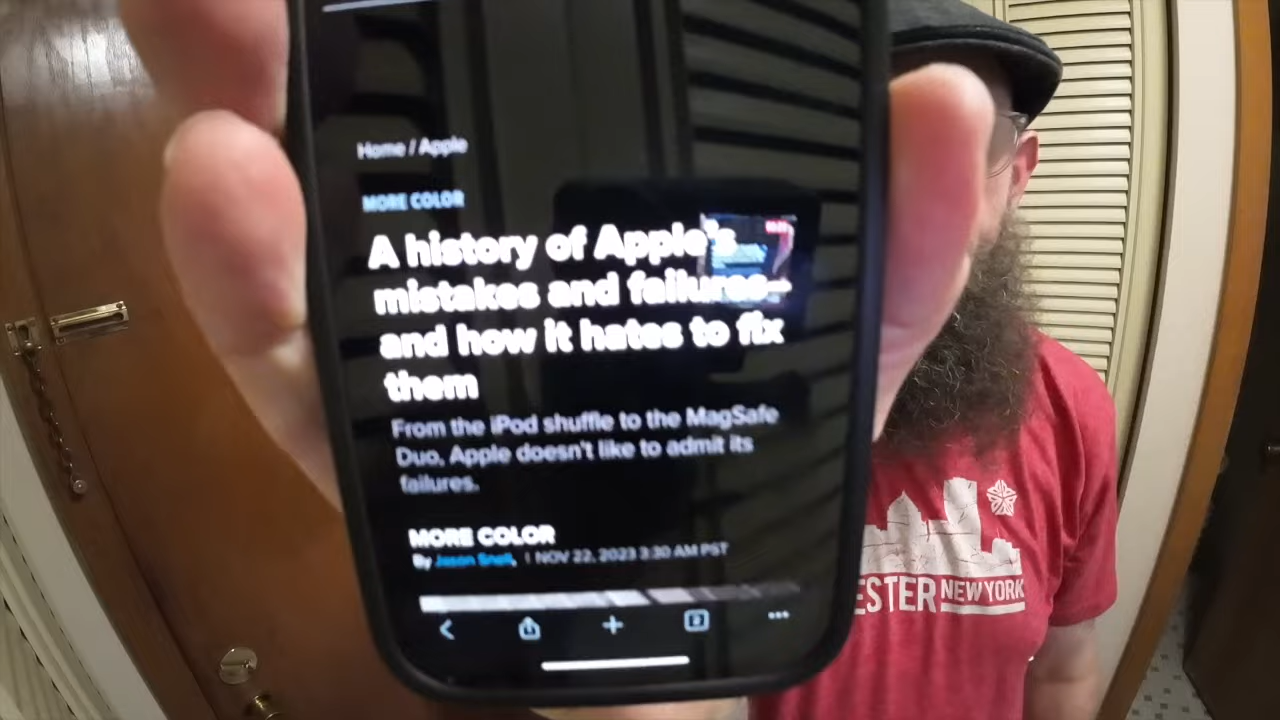 Home / Apple
MORE COLOR
A history of Apple's
mistakes and failures–
and how it hates to fix
them
From the iPod shuffle to the MagSafe
Duo, Apple doesn't like to admit its
failures.
MORE COLOR
By Jason Snell, | NOV 22, 2023 3:30 AM PST
ESTER NEW YORK